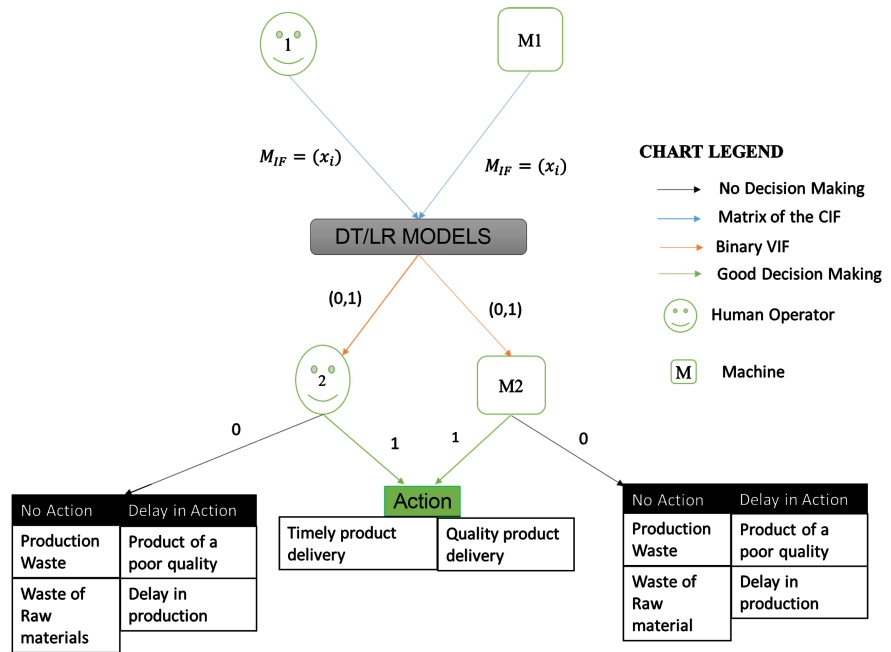 1
M1
M_IF = (x_i)
M_IF = (x_i)
DT/LR MODELS
(0,1)
(0,1)
2
M2
0
1
1
0
No Action
Delay in Action
Production
Waste
Product of a
poor quality
Waste of
Raw
materials
Delay in
production
Action
Timely product
delivery
Quality product
delivery
No Action
Delay in Action
Production
Waste
Product of a
poor quality
Waste of
Raw
material
Delay in
production
CHART LEGEND
No Decision Making
Matrix of the CIF
Binary VIF
Good Decision Making
Human Operator
M
Machine